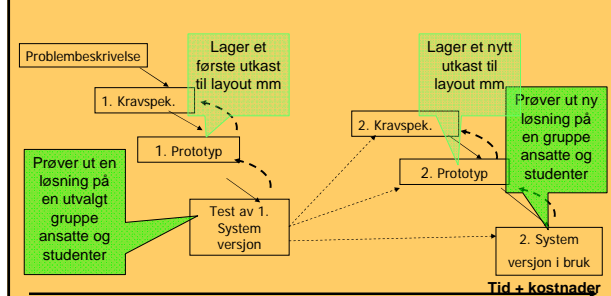 Problembeskrivelse
1. Kravspek.
1. Prototyp
Test av 1.
System
versjon
Lager et
første utkast
til layout mm
Prøver ut en
løsning på
en utvalgt
gruppe
ansatte og
studenter
Lager et nytt
utkast til
layout mm
2. Kravspek.
2. Prototyp
2. System
versjon i bruk
Prøver ut ny
løsning på
en gruppe
ansatte og
studenter
Tid + kostnader